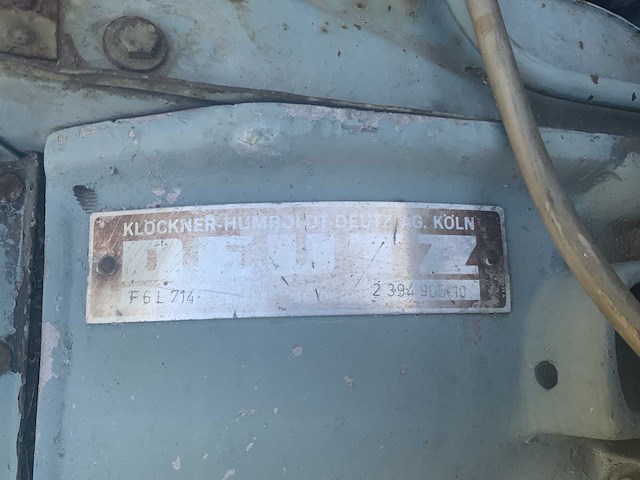 KLÖCKNER-HUMBOLDT-DEUTZ AG. KÖLN
DEUTZ
F6L 714